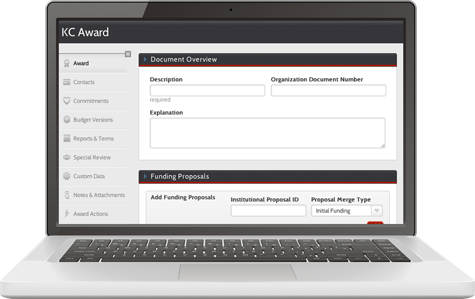 KC Award
Award
Contacts
Commitments
Budget Versions
Reports & Terms
Special Review
Custom Data
Notes & Attachments
Award Actions
Document Overview
Description Organization Document Number
required
Explanation
Funding Proposals
Add Funding Proposals Institutional Proposal ID Proposal Merge Type
Initial Funding